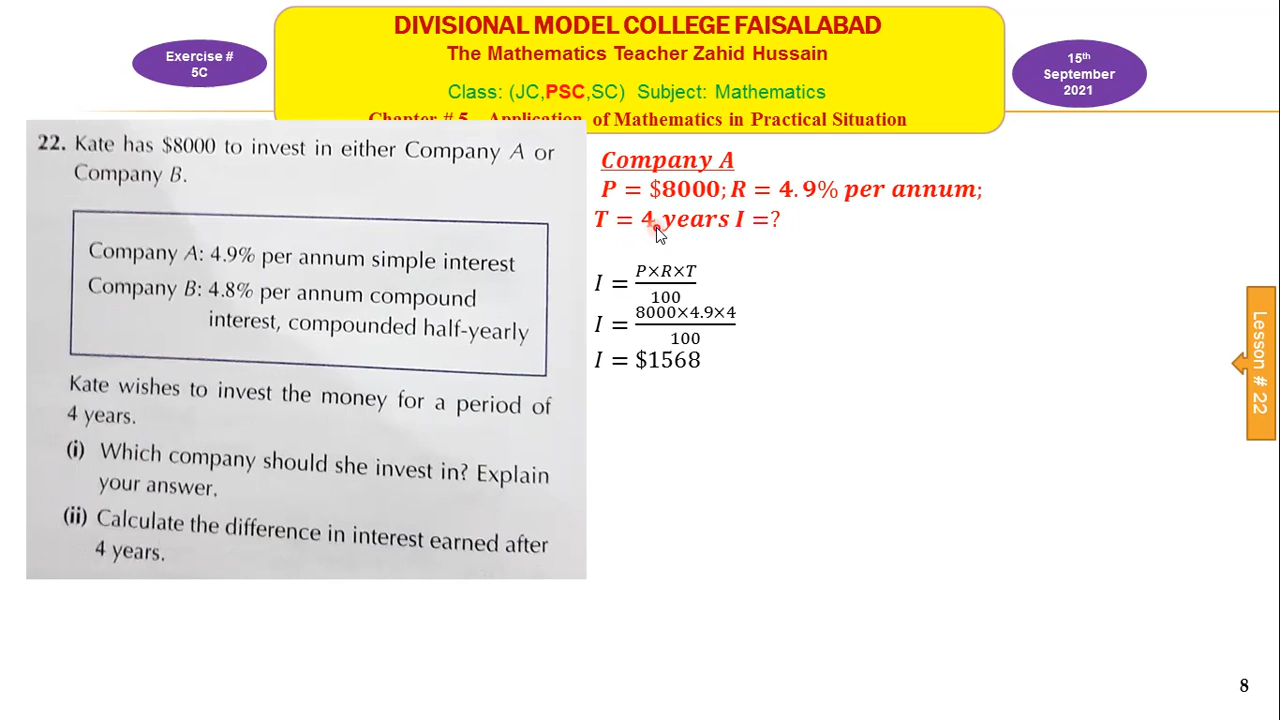 DIVISIONAL MODEL COLLEGE FAISALABAD
The Mathematics Teacher Zahid Hussain
Class: (JC,PSC,SC) Subject: Mathematics
Chapter # 5 Application of Mathematics in Practical Situation
Exercise #
5C
15th
September
2021
22. Kate has $8000 to invest in either Company A or
Company B.
Company A: 4.9% per annum simple interest
Company B: 4.8% per annum compound
interest, compounded half-yearly
Kate wishes to invest the money for a period of
4 years.
(i) Which company should she invest in? Explain
your answer.
(ii) Calculate the difference in interest earned after
4 years.
Company A
P = $8000; R = 4.9% per annum;
T = 4 years I =?
I = P×R×T/100
I = 8000×4.9×4/100
I = $1568
Lesson # 22
8